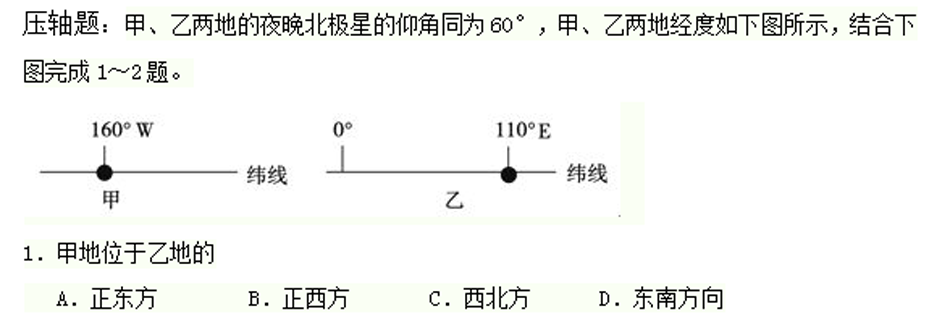 压轴题：甲、乙两地的夜晚北极星的仰角同为60°，甲、乙两地经度如下图所示，结合下
图完成1～2题。
160° W 0° 110°E
纬线 纬线
甲 乙
1．甲地位于乙地的
A．正东方 B．正西方 C．西北方 D．东南方向